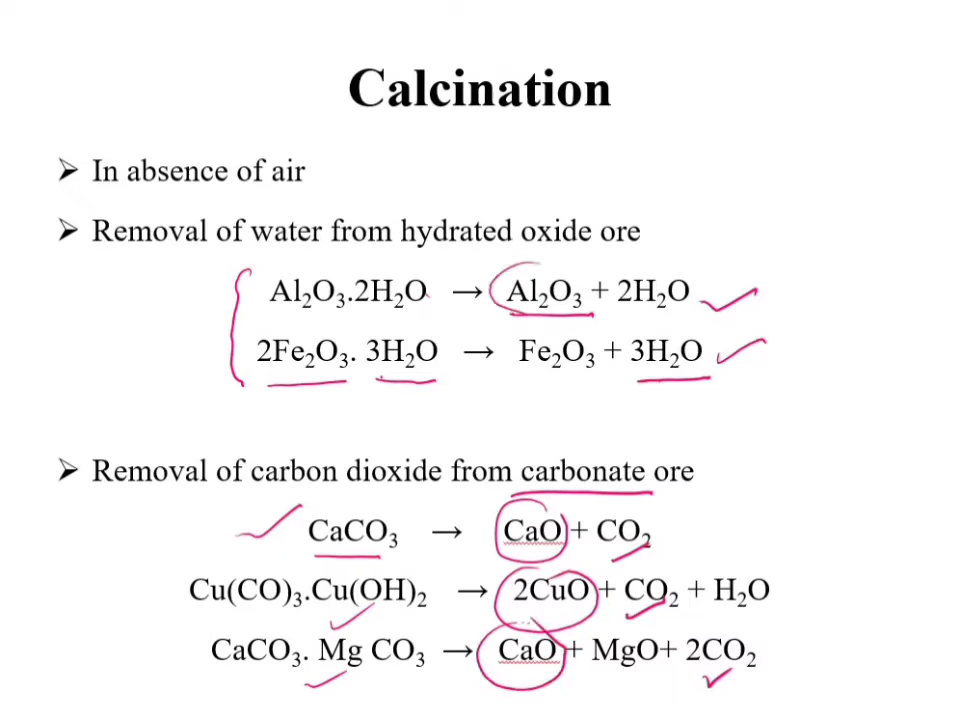 Calcination
➢ In absence of air
➢ Removal of water from hydrated oxide ore
Al₂O₃.2H₂O → Al₂O₃ + 2H₂O
2Fe₂O₃. 3H₂O → Fe₂O₃ + 3H₂O
➢ Removal of carbon dioxide from carbonate ore
CaCO₃ → CaO + CO₂
Cu(CO)₃.Cu(OH)₂ → 2CuO + CO₂ + H₂O
CaCO₃. Mg CO₃ → CaO + MgO+ 2CO₂